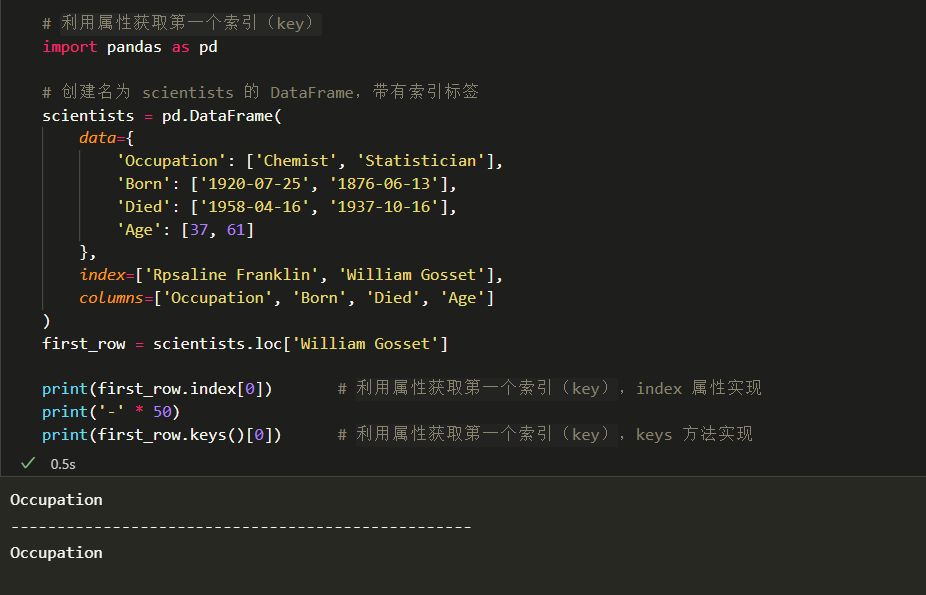 # 利用属性获取第一个索引（key）
import pandas as pd
# 创建名为 scientists 的 DataFrame，带有索引标签
scientists = pd.DataFrame(
data={
'Occupation': ['Chemist', 'Statistician'],
'Born': ['1920-07-25', '1876-06-13'],
'Died': ['1958-04-16', '1937-10-16'],
'Age': [37, 61]
},
index=['Rpsaline Franklin', 'William Gosset'],
columns=['Occupation', 'Born', 'Died', 'Age']
)
first_row = scientists.loc['William Gosset']
print(first_row.index[0]) # 利用属性获取第一个索引（key），index 属性实现
print('-' * 50)
print(first_row.keys()[0]) # 利用属性获取第一个索引（key），keys 方法实现
✓ 0.5s
Occupation
--------------------------------------------------
Occupation